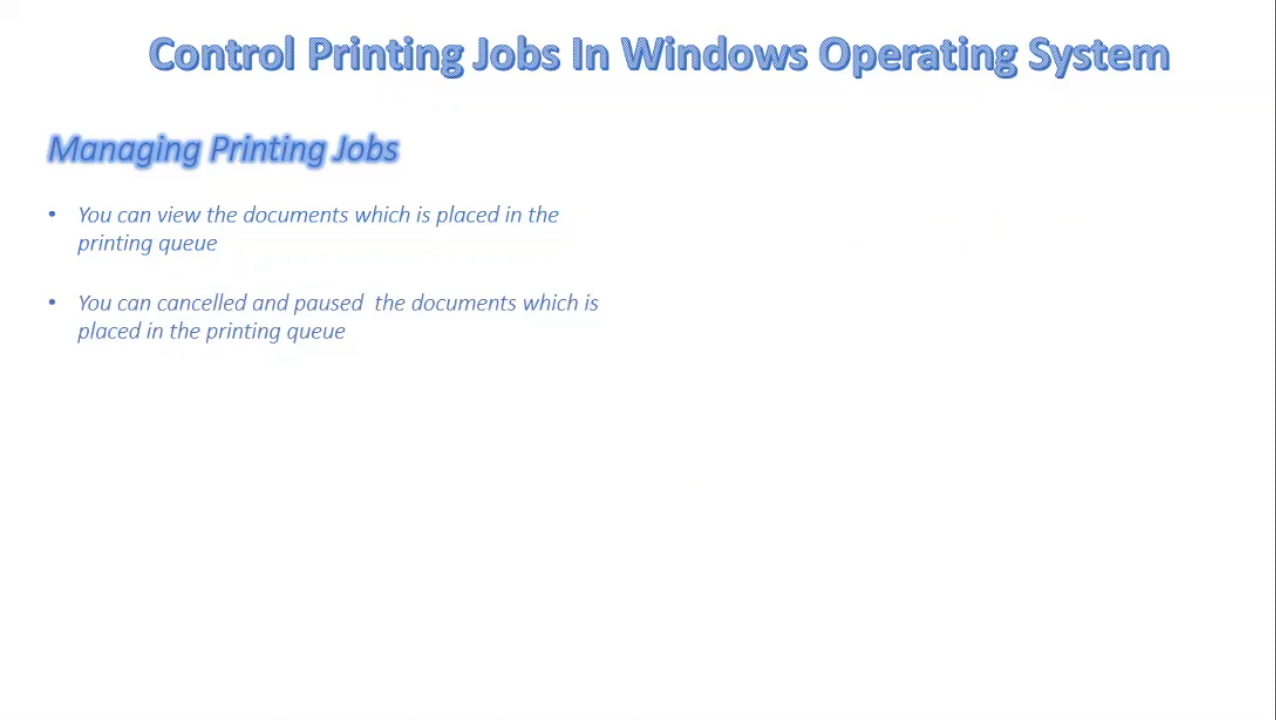 Control Printing Jobs In Windows Operating System
Managing Printing Jobs
• You can view the documents which is placed in the
printing queue
• You can cancelled and paused  the documents which is
placed in the printing queue